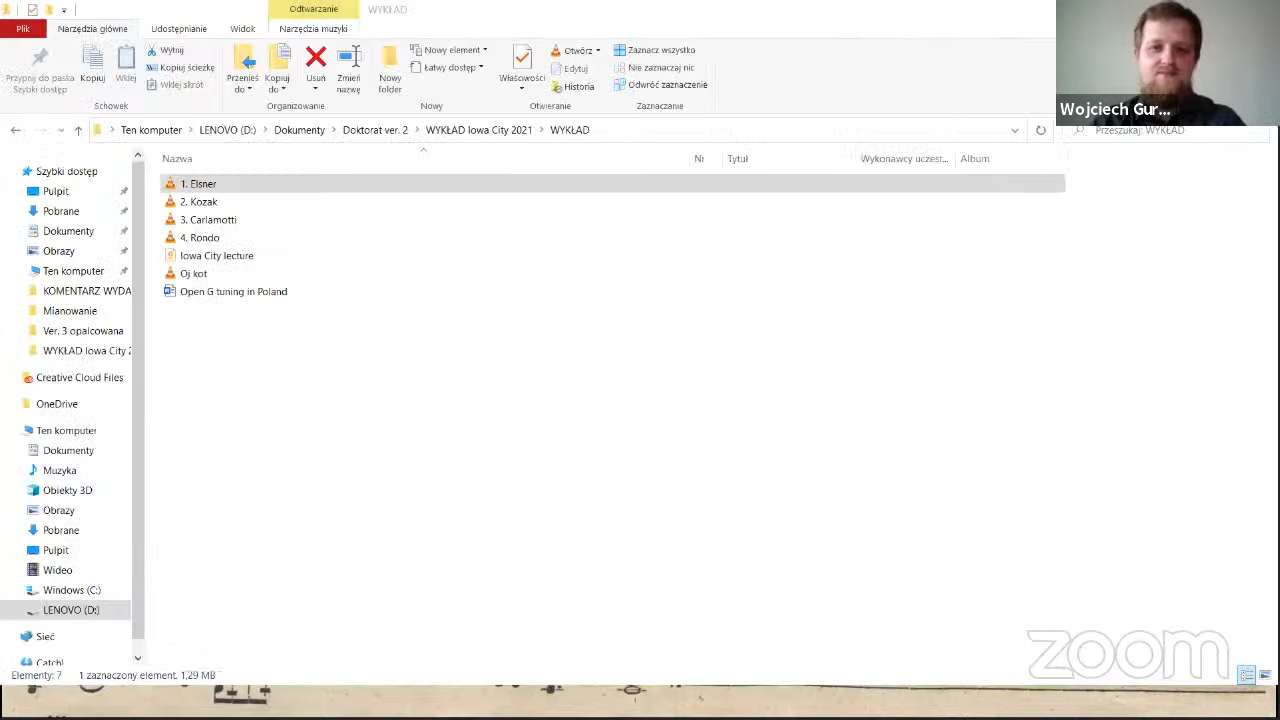 Odtwarzanie WYKŁAD
Plik Narzędzia główne Udostępnianie Widok Narzędzia muzyki
Przypnij do paska Szybki dostęp
Kopiuj
Wklej
Wytnij
Kopiuj ścieżkę
Wklej skrót
Schowek
Przenieś do
Kopiuj do
Usuń
Zmień nazwę
Organizowanie
Nowy folder
Nowy element
Łatwy dostęp
Nowy
Właściwości
Otwórz
Edytuj
Historia
Otwieranie
Zaznacz wszystko
Nie zaznaczaj nic
Odwróć zaznaczenie
Zaznaczanie
Wojciech Gur...
Ten komputer LENOVO (D:) Dokumenty Doktorat ver. 2 WYKŁAD Iowa City 2021 WYKŁAD
Przeszukaj: WYKŁAD
Nazwa Nr Tytuł Wykonawcy uczest... Album
1. Elsner
2. Kozak
3. Carlamotti
4. Rondo
Iowa City lecture
Oj kot
Open G tuning in Poland
Szybki dostęp
Pulpit
Pobrane
Dokumenty
Obrazy
Ten komputer
KOMENTARZ WYDA
Mianowanie
Ver. 3 opalcowana
WYKŁAD Iowa City 2
Creative Cloud Files
OneDrive
Ten komputer
Dokumenty
Muzyka
Obiekty 3D
Obrazy
Pobrane
Pulpit
Wideo
Windows (C:)
LENOVO (D:)
Sieć
Catch!
Elementy: 7 1 zaznaczony element. 1,29 MB
zoom